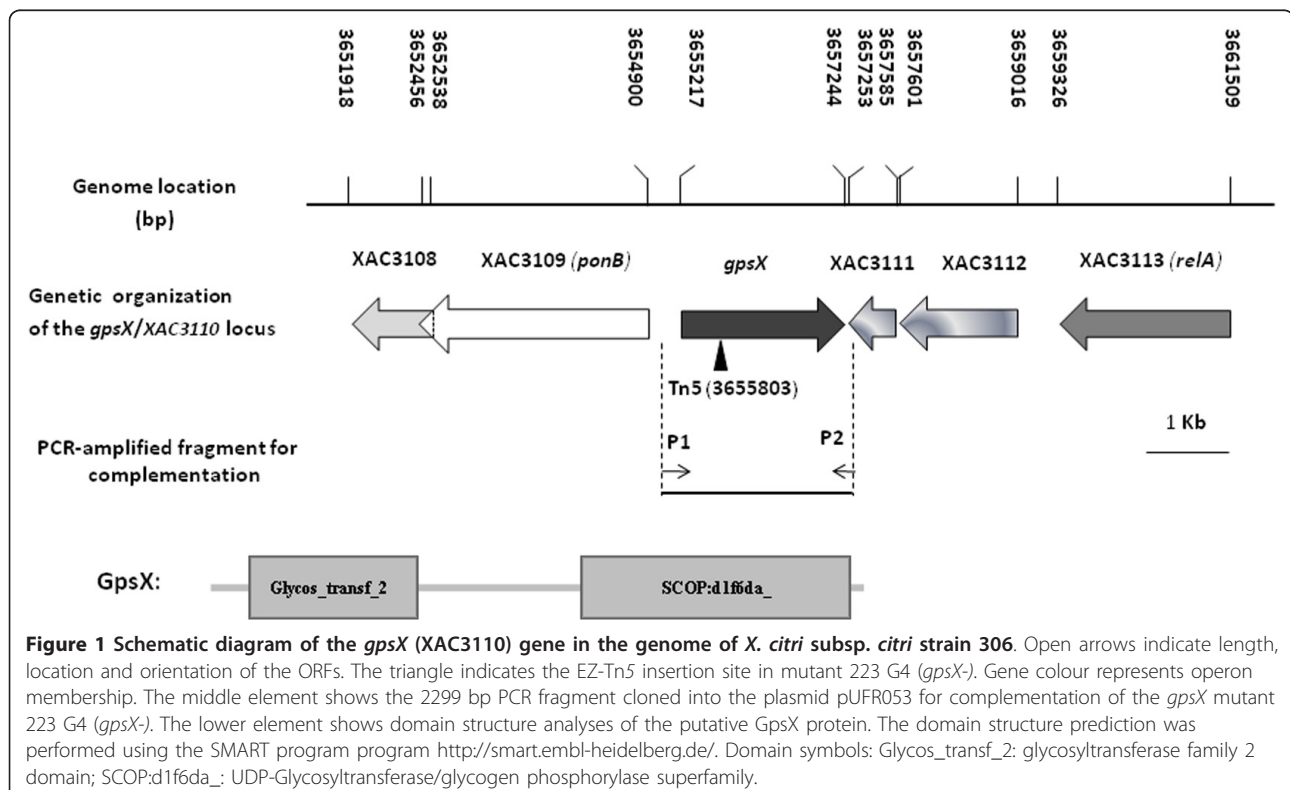 3651918
3652456
3652538
3654900
3655217
3657244
3657253
3657585
3657601
3659016
3659326
3661509
Genome location
(bp)
XAC3108
XAC3109 (ponB)
gpsX
XAC3111
XAC3112
XAC3113 (relA)
Genetic organization
of the gpsX/XAC3110 locus
Tn5 (3655803)
PCR-amplified fragment for
complementation
P1
P2
1 Kb
GpsX:
Glycos_transf_2
SCOP:d1f6da_
Figure 1 Schematic diagram of the gpsX (XAC3110) gene in the genome of X. citri subsp. citri strain 306. Open arrows indicate length,
location and orientation of the ORFs. The triangle indicates the EZ-Tn5 insertion site in mutant 223 G4 (gpsX-). Gene colour represents operon
membership. The middle element shows the 2299 bp PCR fragment cloned into the plasmid pUFR053 for complementation of the gpsX mutant
223 G4 (gpsX-). The lower element shows domain structure analyses of the putative GpsX protein. The domain structure prediction was
performed using the SMART program program http://smart.embl-heidelberg.de/. Domain symbols: Glycos_transf_2: glycosyltransferase family 2
domain; SCOP:d1f6da_: UDP-Glycosyltransferase/glycogen phosphorylase superfamily.